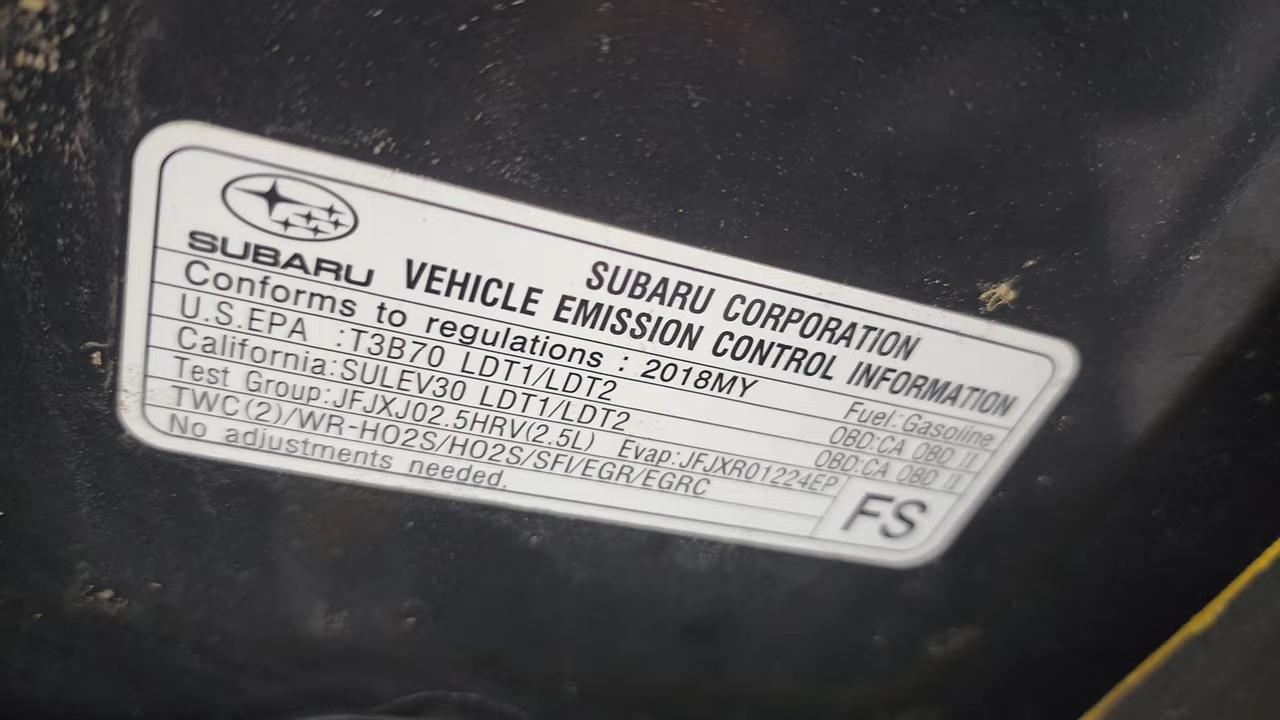 SUBARU
SUBARU CORPORATION
VEHICLE EMISSION CONTROL INFORMATION
Conforms to regulations : 2018MY Fuel:Gasoline
U.S.EPA :T3B70 LDT1/LDT2 OBD:CA OBD II
California:SULEV30 LDT1/LDT2 OBD:CA OBD II
Test Group:JFJXJ02.5HRV(2.5L) Evap:JFJXR01224EP
TWC(2)/WR-HO2S/HO2S/SFI/EGR/EGRC
No adjustments needed.
FS